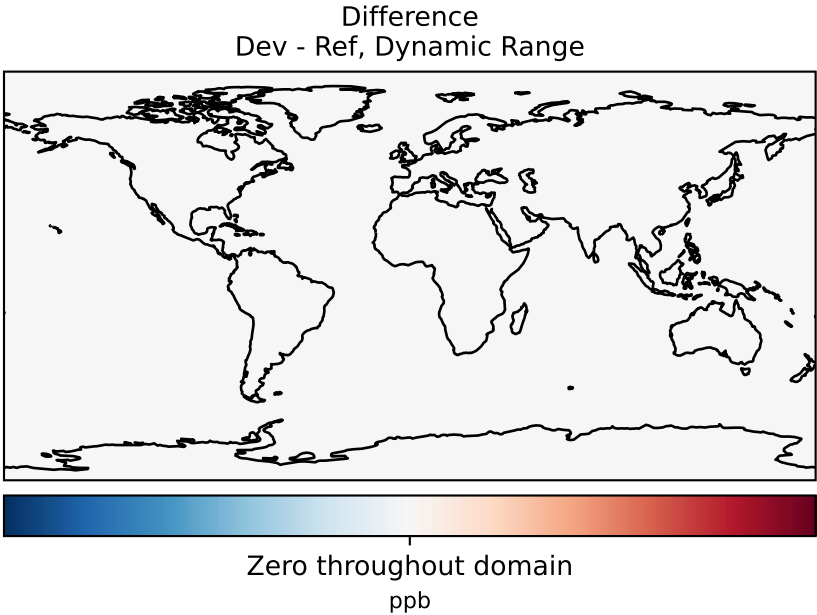 Difference
Dev - Ref, Dynamic Range
Zero throughout domain
ppb